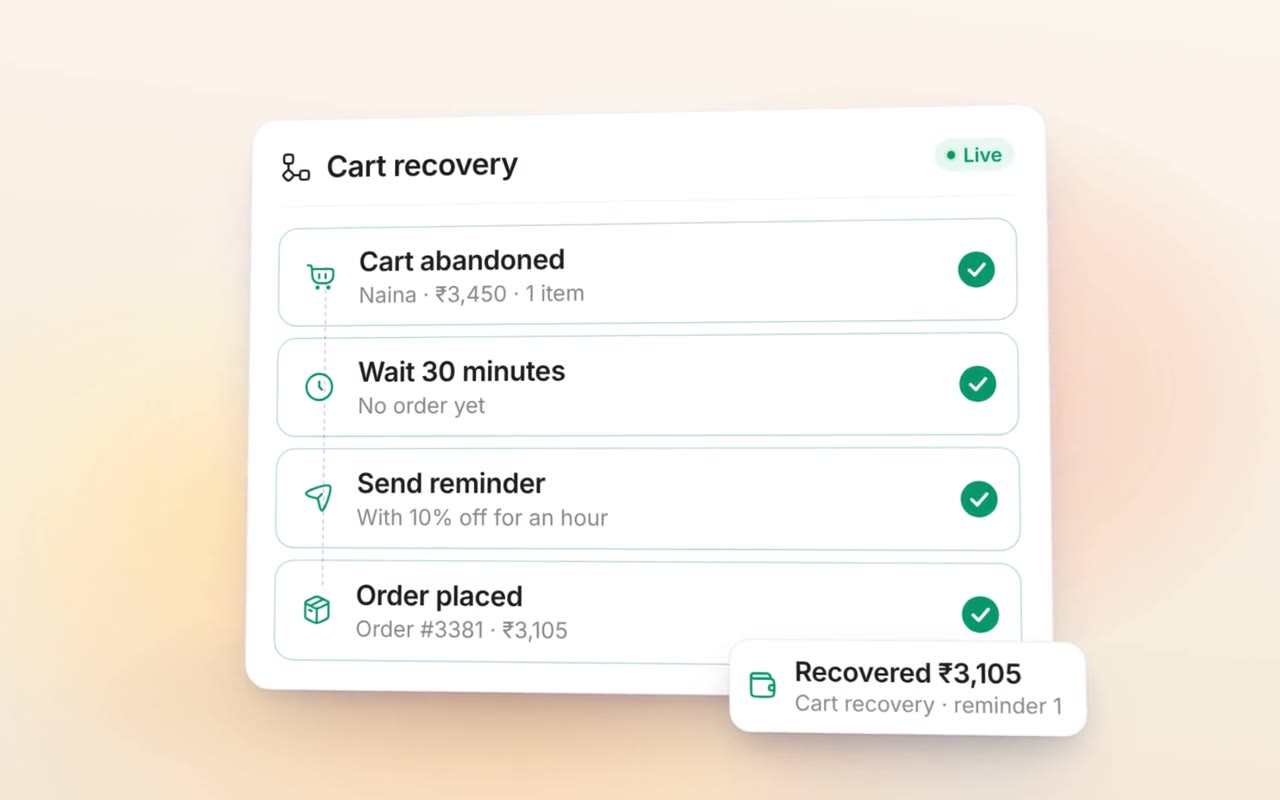 Cart recovery
Live
Cart abandoned
Naina · ₹3,450 · 1 item
Wait 30 minutes
No order yet
Send reminder
With 10% off for an hour
Order placed
Order #3381 · ₹3,105
Recovered ₹3,105
Cart recovery · reminder 1